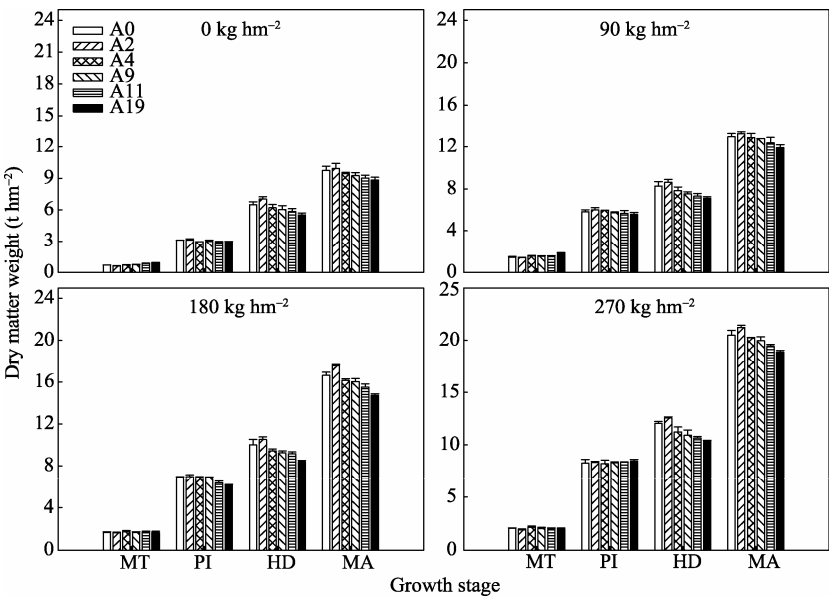 Dry matter weight (t hm⁻²)
0 kg hm⁻²
24
21
18
15
12
9
6
3
0
A0
A2
A4
A9
A11
A19
90 kg hm⁻²
24
20
16
12
8
4
0
180 kg hm⁻²
24
20
16
12
8
4
0
MT PI HD MA
270 kg hm⁻²
25
20
15
10
5
0
MT PI HD MA
Growth stage